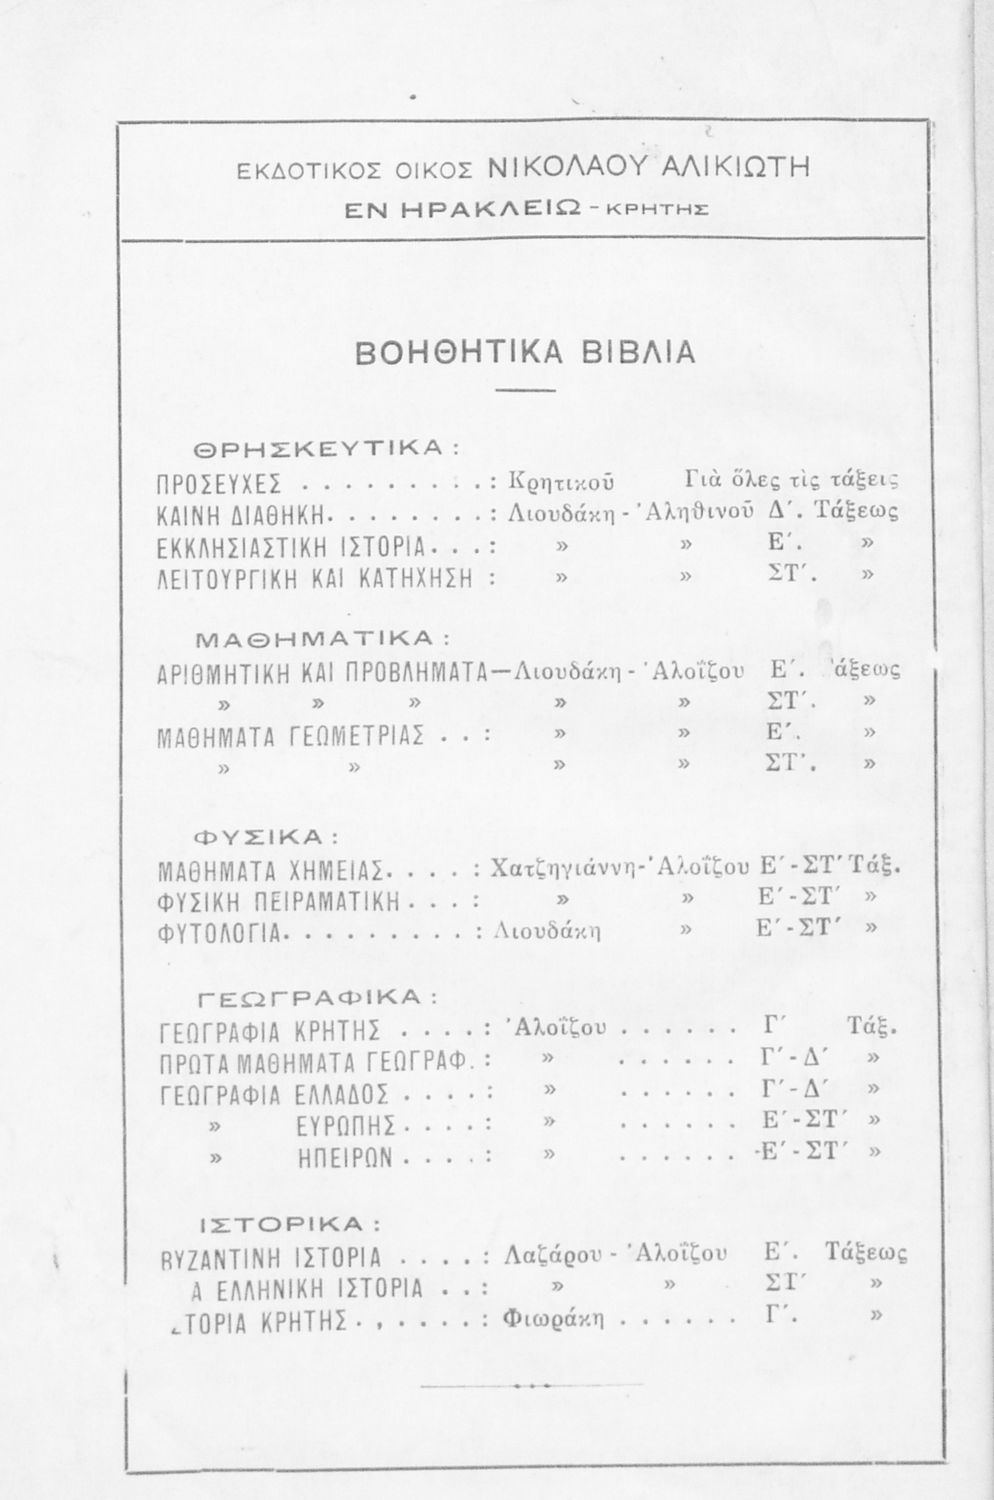 ΕΚΔΟΤΙΚΟΣ ΟΙΚΟΣ ΝΙΚΟΛΑΟΥ ΑΛΙΚΙΩΤΗ
ΕΝ ΗΡΑΚΛΕΙΩ - ΚΡΗΤΗΣ
ΒΟΗΘΗΤΙΚΑ ΒΙΒΛΙΑ
ΘΡΗΣΚΕΥΤΙΚΑ :
ΠΡΟΣΕΥΧΕΣ . . . . . . . . . : Κρητικοῦ Γιὰ ὅλες τὶς τάξεις
ΚΑΙΝΗ ΔΙΑΘΗΚΗ. . . . . . . . : Λιουδάκη - Ἀληθινοῦ Δ΄. Τάξεως
ΕΚΚΛΗΣΙΑΣΤΙΚΗ ΙΣΤΟΡΙΑ. . . : » » Ε΄. »
ΛΕΙΤΟΥΡΓΙΚΗ ΚΑΙ ΚΑΤΗΧΗΣΗ : » » ΣΤ΄. »
ΜΑΘΗΜΑΤΙΚΑ :
ΑΡΙΘΜΗΤΙΚΗ ΚΑΙ ΠΡΟΒΛΗΜΑΤΑ—Λιουδάκη - Ἀλοΐζου Ε΄. άξεως
» » » » » ΣΤ΄. »
ΜΑΘΗΜΑΤΑ ΓΕΩΜΕΤΡΙΑΣ . . : » » Ε΄. »
» » » » ΣΤ΄. »
ΦΥΣΙΚΑ :
ΜΑΘΗΜΑΤΑ ΧΗΜΕΙΑΣ. . . . : Χατζηγιάννη-Ἀλοΐζου Ε΄-ΣΤ΄ Τάξ.
ΦΥΣΙΚΗ ΠΕΙΡΑΜΑΤΙΚΗ . . . : » » Ε΄-ΣΤ΄ »
ΦΥΤΟΛΟΓΙΑ. . . . . . . . . : Λιουδάκη » Ε΄-ΣΤ΄ »
ΓΕΩΓΡΑΦΙΚΑ :
ΓΕΩΓΡΑΦΙΑ ΚΡΗΤΗΣ . . . . : Ἀλοΐζου . . . . . . Γ΄ Τάξ.
ΠΡΩΤΑ ΜΑΘΗΜΑΤΑ ΓΕΩΓΡΑΦ. : » . . . . . . Γ΄-Δ΄ »
ΓΕΩΓΡΑΦΙΑ ΕΛΛΑΔΟΣ . . . . : » . . . . . . Γ΄-Δ΄ »
» ΕΥΡΩΠΗΣ . . . . : » . . . . . . Ε΄-ΣΤ΄ »
» ΗΠΕΙΡΩΝ . . . . : » . . . . . . -Ε΄-ΣΤ΄ »
ΙΣΤΟΡΙΚΑ :
ΒΥΖΑΝΤΙΝΗ ΙΣΤΟΡΙΑ . . . . : Λαζάρου - Ἀλοΐζου Ε΄. Τάξεως
Α ΕΛΛΗΝΙΚΗ ΙΣΤΟΡΙΑ . . : » » ΣΤ΄ »
ΤΟΡΙΑ ΚΡΗΤΗΣ . . . . . . : Φιωράκη . . . . . . Γ΄. »